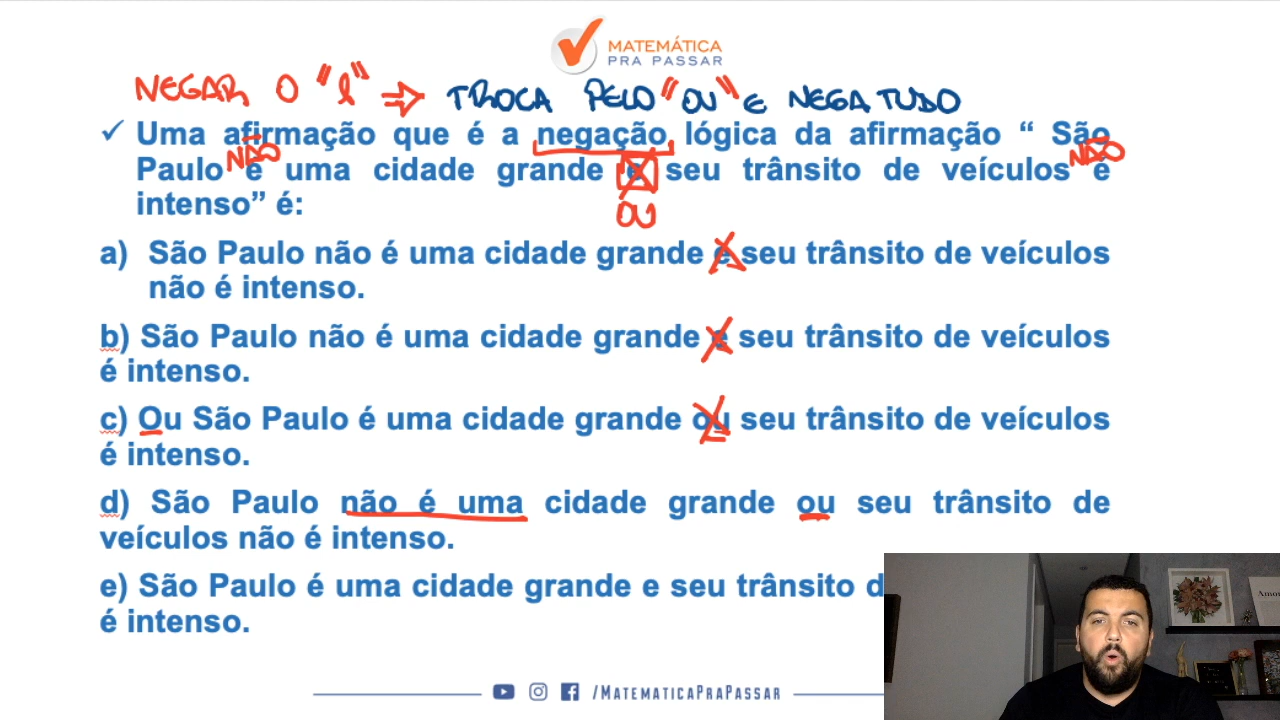 MATEMÁTICA
PRA PASSAR
NEGAR O "e" ⇒ TROCA PELO "OU" E NEGA TUDO
✓ Uma afirmação que é a negação lógica da afirmação “ São
NÃO NÃO
Paulo é uma cidade grande e seu trânsito de veículos é
OU
intenso” é:
a) São Paulo não é uma cidade grande e seu trânsito de veículos
não é intenso.
b) São Paulo não é uma cidade grande e seu trânsito de veículos
é intenso.
c) Ou São Paulo é uma cidade grande ou seu trânsito de veículos
é intenso.
d) São Paulo não é uma cidade grande ou seu trânsito de
veículos não é intenso.
e) São Paulo é uma cidade grande e seu trânsito d
é intenso.
Amo
/MATEMATICAPRAPASSAR